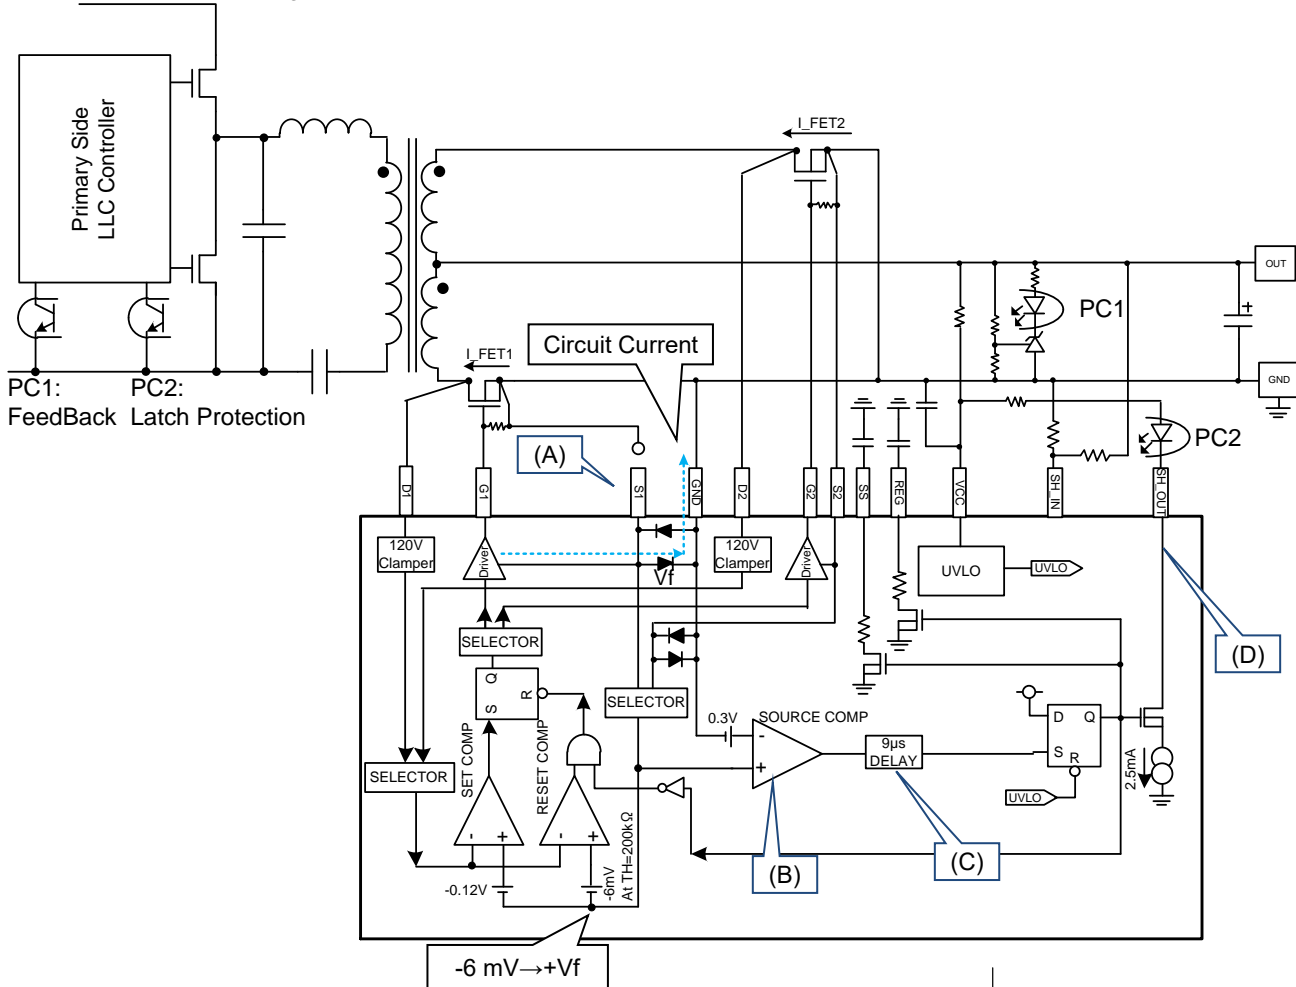 Primary Side
LLC Controller
I_FET2
OUT
PC1
Circuit Current
I_FET1
GND
PC1:
FeedBack
PC2:
Latch Protection
PC2
(A)
D1
G1
S1
GND
D2
G2
S2
SS
REG
VCC
SH_IN
SH_OUT
120V
Clamper
Driver
Vf
120V
Clamper
Driver
UVLO
UVLO
(D)
SELECTOR
Q
S
R
SELECTOR
0.3V
SOURCE COMP
-
+
9µs
DELAY
D
Q
S
R
UVLO
2.5mA
SELECTOR
SET COMP
RESET COMP
-
+
-
+
-0.12V
-6mV
At TH=200kΩ
(B)
(C)
-6 mV→+Vf
+